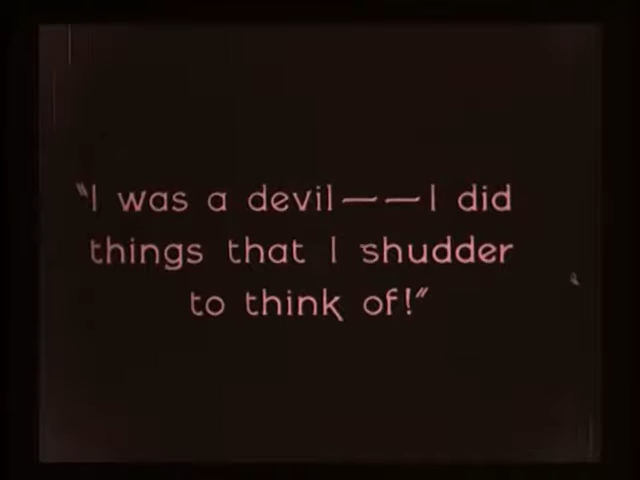 "I was a devil——I did
things that I shudder
to think of!"